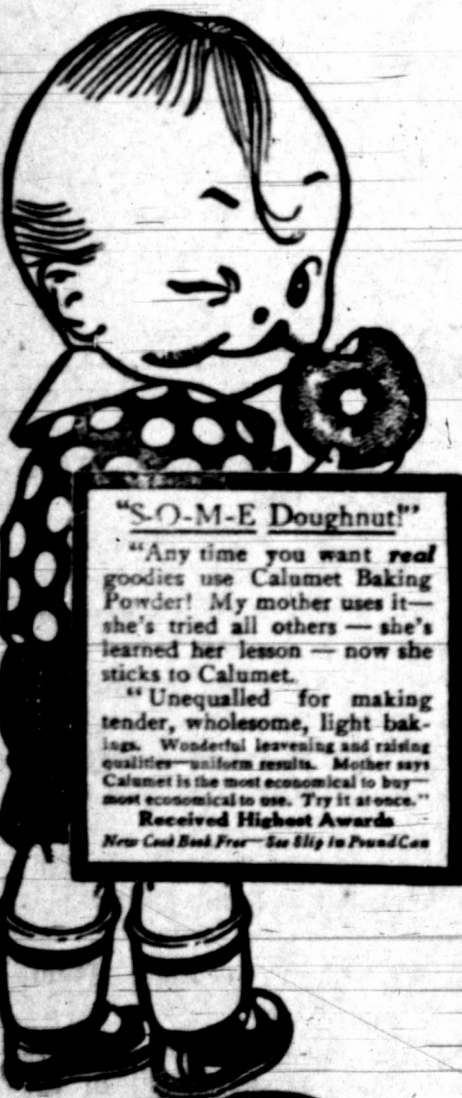 "S-O-M-E Doughnut!"
"Any time you want real
goodies use Calumet Baking
Powder! My mother uses it—
she's tried all others — she's
learned her lesson — now she
sticks to Calumet.
"Unequalled for making
tender, wholesome, light bak-
ings. Wonderful leavening and raising
qualities—uniform results. Mother says
Calumet is the most economical to buy—
most economical to use. Try it at once."
Received Highest Awards
New Cook Book Free—See Slip in Pound Can